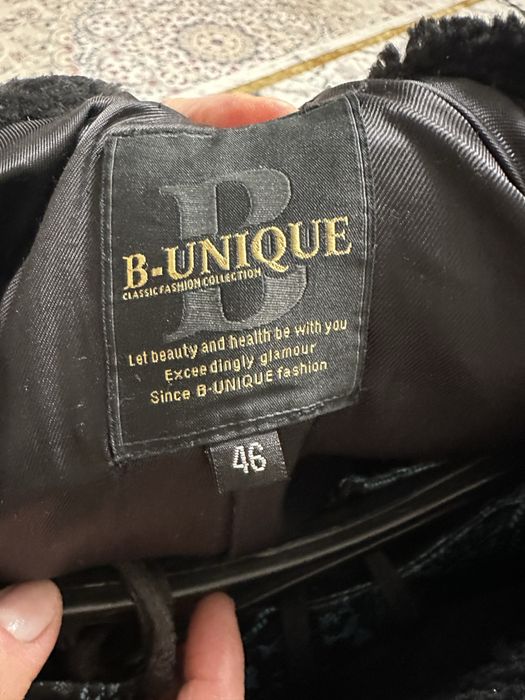 B
B-UNIQUE
CLASSIC FASHION COLLECTION
Let beauty and health be with you
Exceedingly glamour
Since B-UNIQUE fashion
46